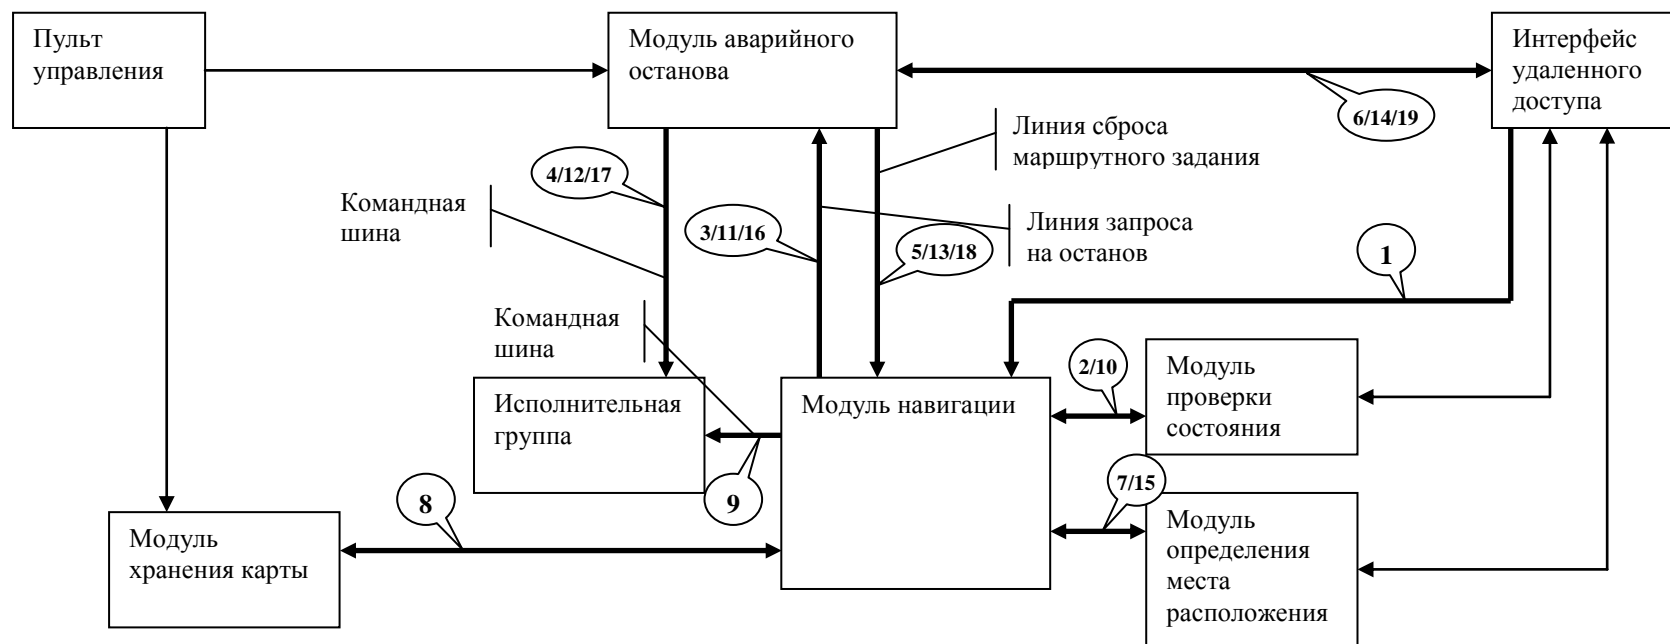 Пульт
управления
Модуль аварийного
останова
Интерфейс
удаленного
доступа
6/14/19
Линия сброса
маршрутного задания
4/12/17
Командная
шина
3/11/16
Линия запроса
на останов
5/13/18
1
Командная
шина
2/10
Модуль
проверки
состояния
Исполнительная
группа
Модуль навигации
7/15
8
9
Модуль
хранения карты
Модуль
определения
места
расположения